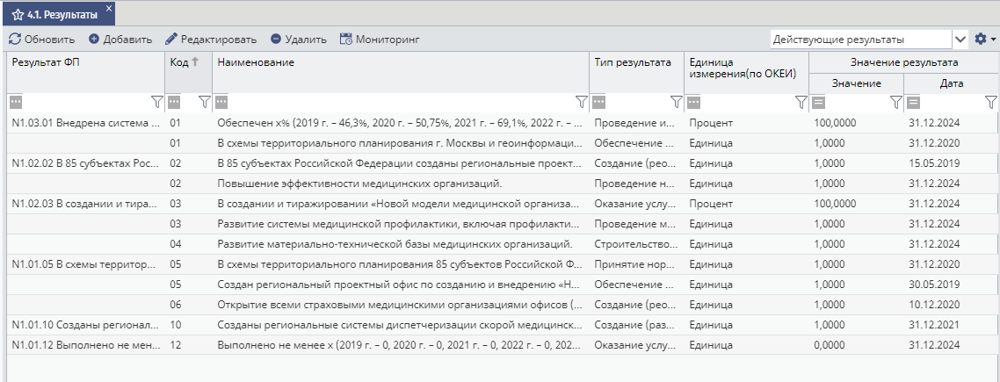 4.1. Результаты
Обновить Добавить Редактировать Удалить Мониторинг Действующие результаты
Результат ФП Код Наименование Тип результата Единица измерения(по ОКЕИ) Значение результата
Значение Дата
N1.03.01 Внедрена система ... 01 Обеспечен х% (2019 г. – 46,3%, 2020 г. – 50,75%, 2021 г. – 69,1%, 2022 г. – ... Проведение и... Процент 100,0000 31.12.2024
01 В схемы территориального планирования г. Москвы и геоинформаци... Обеспечение ... Единица 1,0000 31.12.2020
N1.02.02 В 85 субъектах Рос... 02 В 85 субъектах Российской Федерации созданы региональные проект... Создание (рео... Единица 1,0000 15.05.2019
02 Повышение эффективности медицинских организаций. Проведение н... Единица 1,0000 31.12.2024
N1.02.03 В создании и тира... 03 В создании и тиражировании «Новой модели медицинской организа... Оказание услу... Процент 100,0000 31.12.2024
03 Развитие системы медицинской профилактики, включая профилакти... Проведение м... Единица 1,0000 31.12.2024
04 Развитие материально-технической базы медицинских организаций. Строительство... Единица 1,0000 31.12.2024
N1.01.05 В схемы территор... 05 В схемы территориального планирования 85 субъектов Российской Ф... Принятие нор... Единица 1,0000 31.12.2020
05 Создан региональный проектный офис по созданию и внедрению «Н... Обеспечение ... Единица 1,0000 30.05.2019
06 Открытие всеми страховыми медицинскими организациями офисов (... Создание (рео... Единица 1,0000 10.12.2020
N1.01.10 Созданы регионал... 10 Созданы региональные системы диспетчеризации скорой медицинск... Создание (раз... Единица 1,0000 31.12.2021
N1.01.12 Выполнено не мен... 12 Выполнено не менее х (2019 г. – 0, 2020 г. – 0, 2021 г. – 0, 2022 г. – 0, 202... Оказание услу... Единица 0,0000 31.12.2024